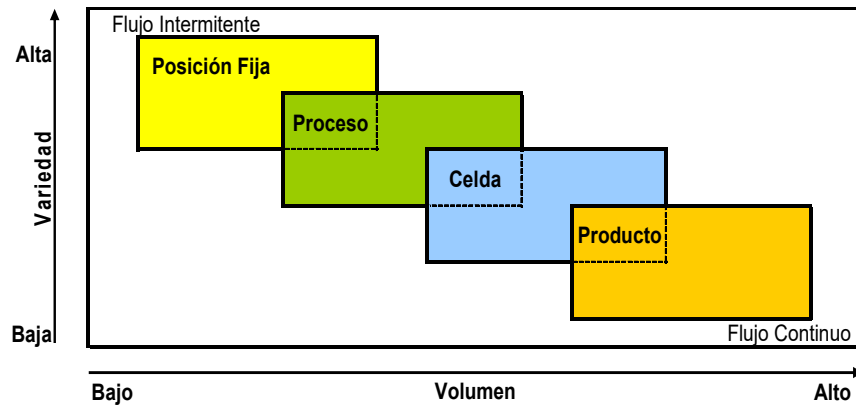 Flujo Intermitente
Alta
Posición Fija
Proceso
Variedad
Celda
Producto
Baja
Flujo Continuo
Bajo
Volumen
Alto